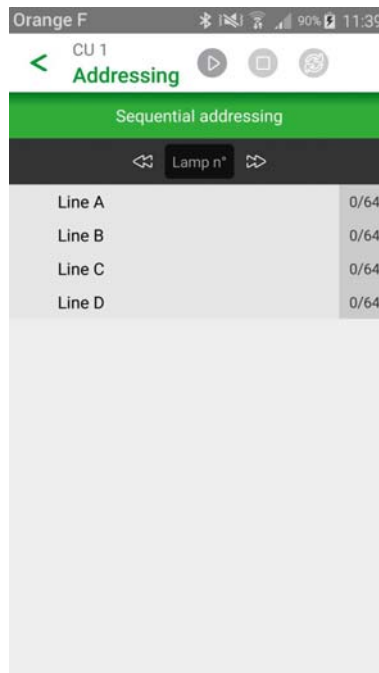 Orange F 90% 11:39
CU 1
Addressing
Sequential addressing
Lamp n°
Line A 0/64
Line B 0/64
Line C 0/64
Line D 0/64